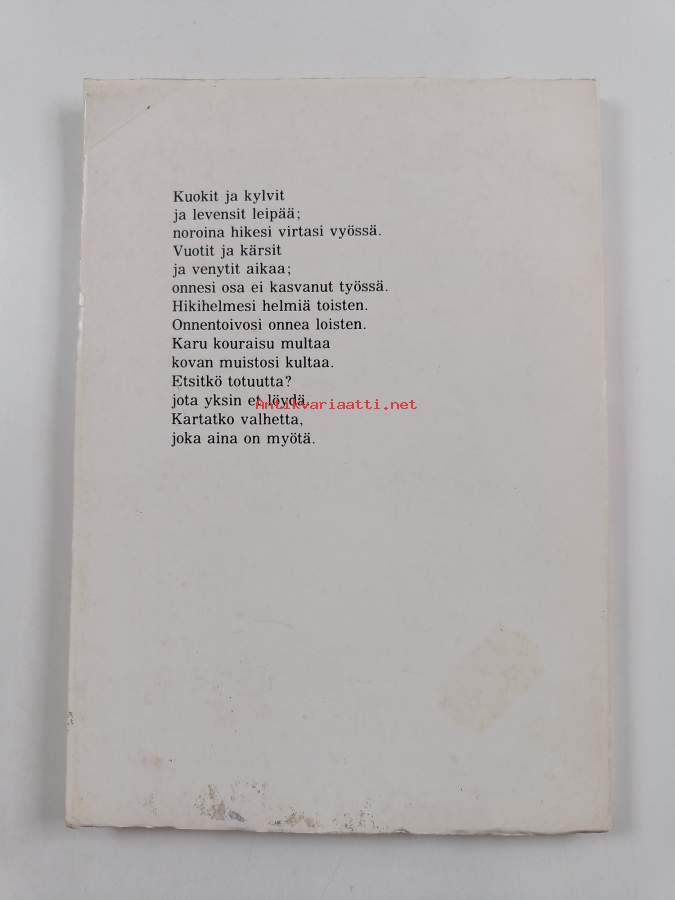 Kuokit ja kylvit
ja levensit leipää;
noroina hikesi virtasi vyössä.
Vuotit ja kärsit
ja venytit aikaa;
onnesi osa ei kasvanut työssä.
Hikihelmesi helmiä toisten.
Onnentoivosi onnea loisten.
Karu kouraisu multaa
kovan muistosi kultaa.
Etsitkö totuutta?
jota yksin et löydä.
Antikvariaatti.net
Kartatko valhetta,
joka aina on myötä.